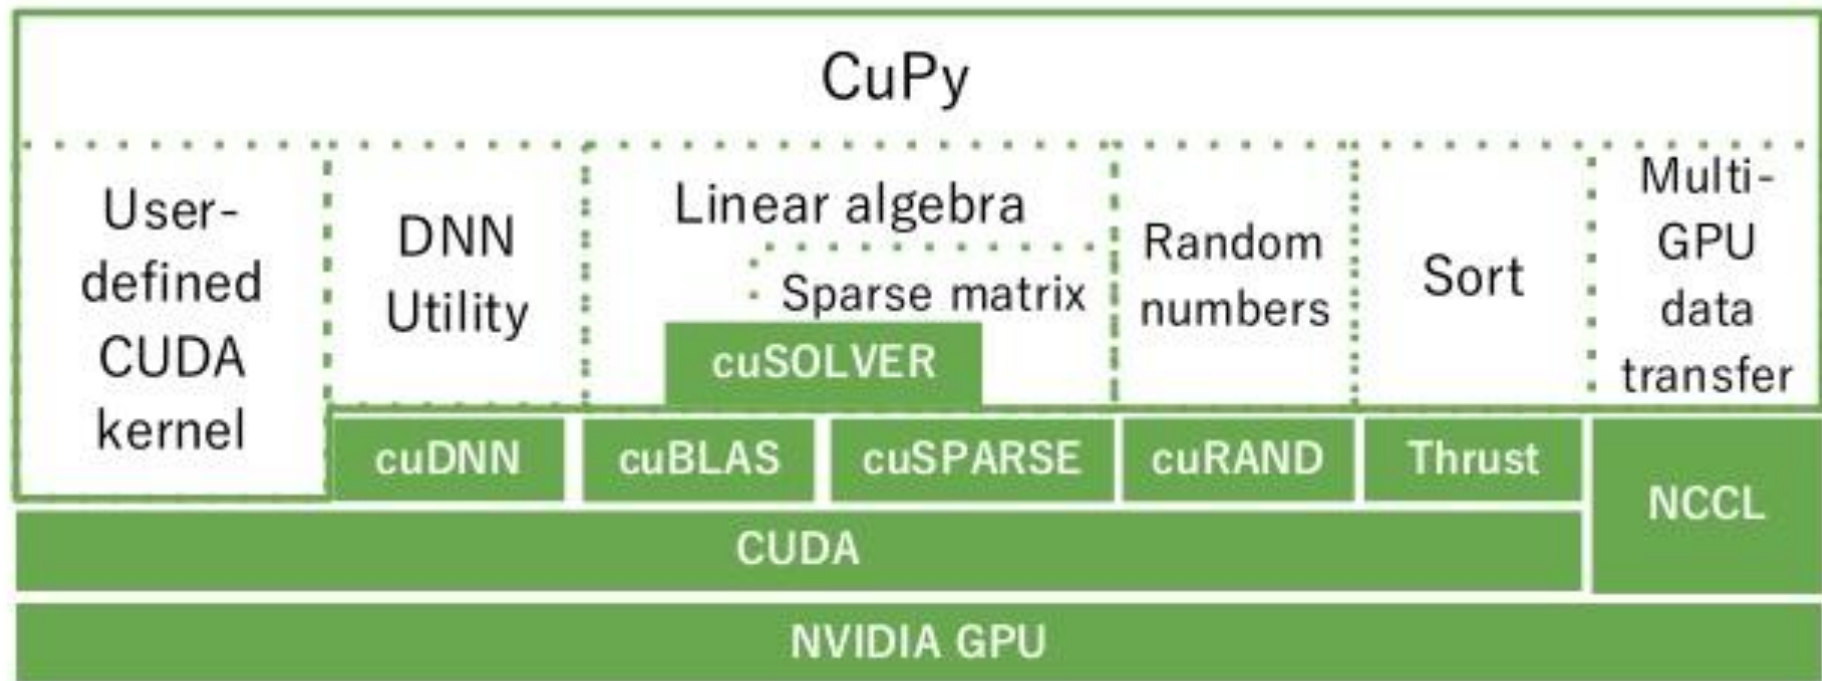 CuPy
User-
defined
CUDA
kernel
DNN
Utility
Linear algebra
Sparse matrix
cuSOLVER
Random
numbers
Sort
Multi-
GPU
data
transfer
cuDNN
cuBLAS
cuSPARSE
cuRAND
Thrust
NCCL
CUDA
NVIDIA GPU